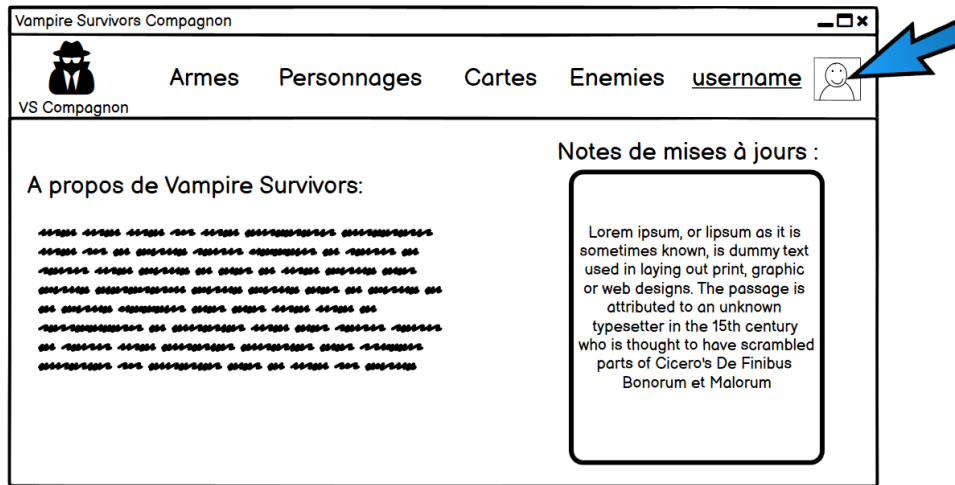 Vampire Survivors Compagnon
VS Compagnon
Armes Personnages Cartes Enemies username
A propos de Vampire Survivors:
Notes de mises à jours :
Lorem ipsum, or lipsum as it is
sometimes known, is dummy text
used in laying out print, graphic
or web designs. The passage is
attributed to an unknown
typesetter in the 15th century
who is thought to have scrambled
parts of Cicero's De Finibus
Bonorum et Malorum